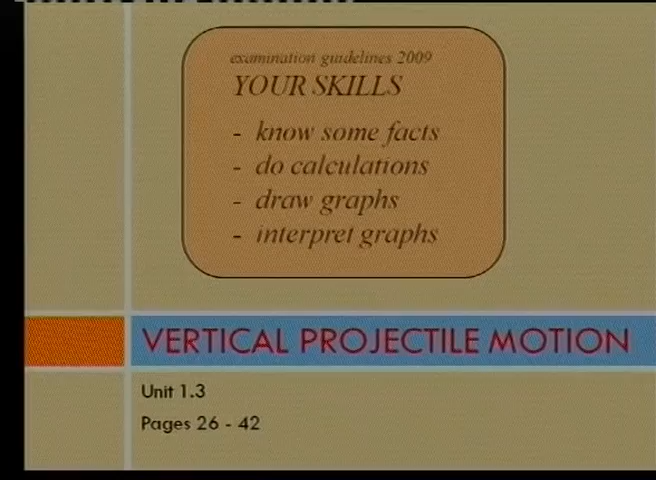 examination guidelines 2009
YOUR SKILLS
- know some facts
- do calculations
- draw graphs
- interpret graphs
VERTICAL PROJECTILE MOTION
Unit 1.3
Pages 26 - 42